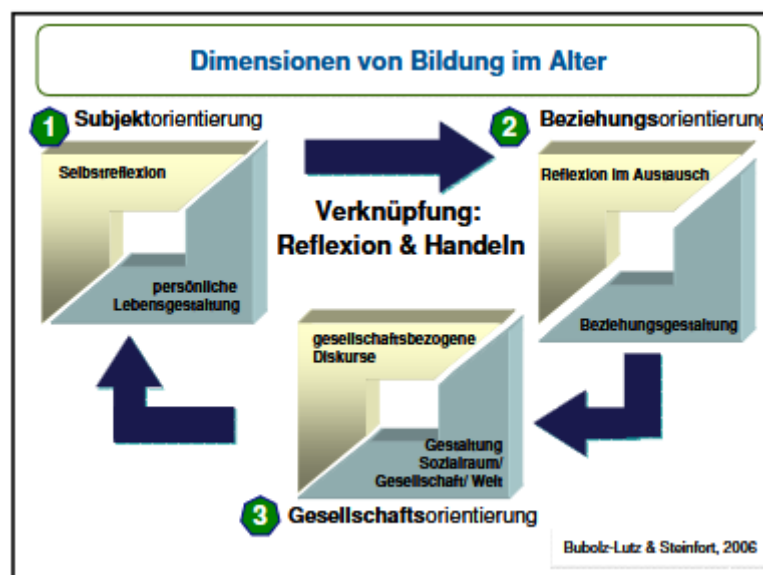 Dimensionen von Bildung im Alter
1 Subjektorientierung
2 Beziehungsorientierung
Selbstreflexion
persönliche
Lebensgestaltung
Verknüpfung:
Reflexion & Handeln
Reflexion im Austausch
Beziehungsgestaltung
gesellschaftsbezogene
Diskurse
Gestaltung
Sozialraum/
Gesellschaft/ Welt
3 Gesellschaftsorientierung
Bubolz-Lutz & Steinfort, 2006